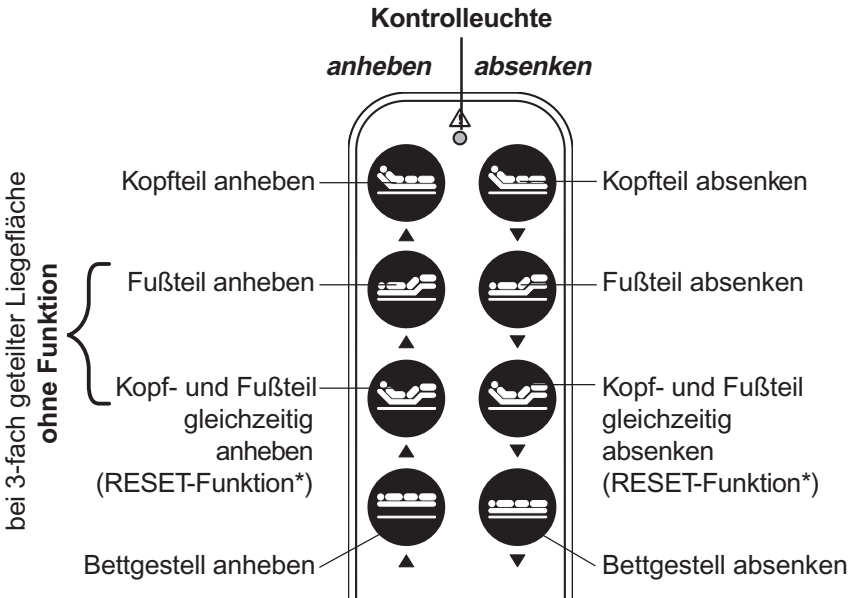 Kontrolleuchte
anheben absenken
Kopfteil anheben
Kopfteil absenken
bei 3-fach geteilter Liegefläche
ohne Funktion
Fußteil anheben
Fußteil absenken
Kopf- und Fußteil
gleichzeitig
anheben
(RESET-Funktion*)
Kopf- und Fußteil
gleichzeitig
absenken
(RESET-Funktion*)
Bettgestell anheben
Bettgestell absenken